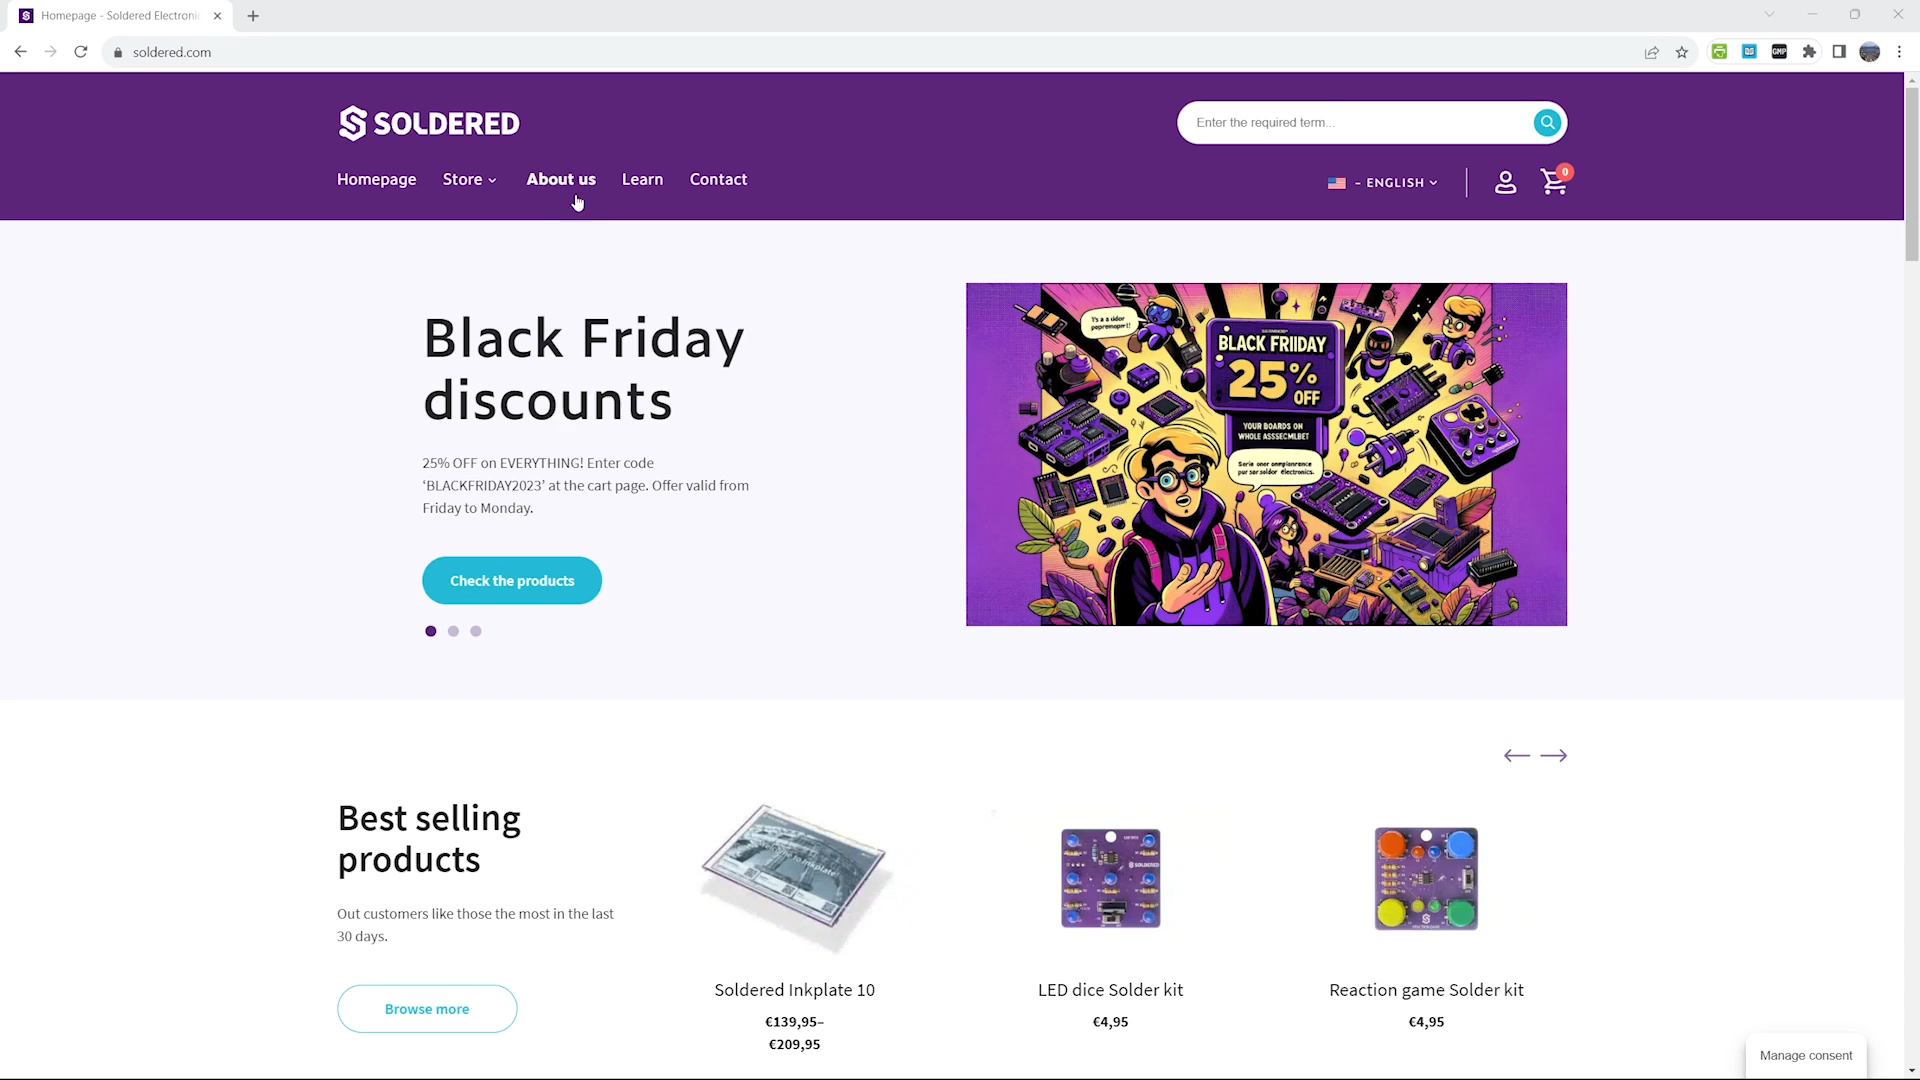 Homepage - Soldered Electroni
soldered.com
SOLDERED
Enter the required term...
Homepage Store About us Learn Contact
- ENGLISH
0
Black Friday
discounts
25% OFF on EVERYTHING! Enter code
‘BLACKFRIDAY2023’ at the cart page. Offer valid from
Friday to Monday.
Check the products
BLACK FRIIDAY
25%
OFF
YOUR BOARDS ON
WHOLE ASSSECMLBET
Best selling
products
Out customers like those the most in the last
30 days.
Browse more
Soldered Inkplate 10
€139,95–
€209,95
LED dice Solder kit
€4,95
Reaction game Solder kit
€4,95
Manage consent